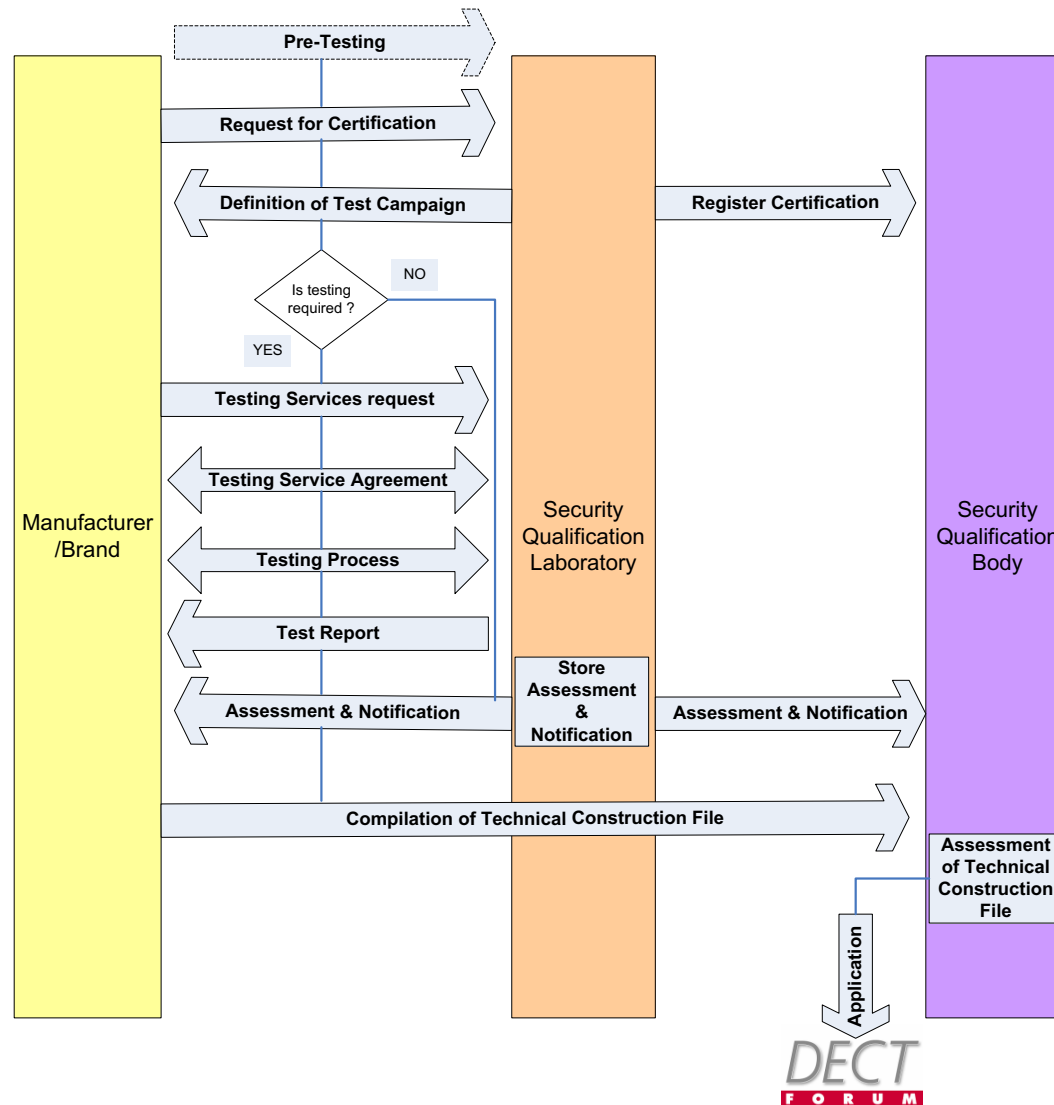 Pre-Testing
Request for Certification
Definition of Test Campaign
Register Certification
NO
Is testing
required ?
YES
Testing Services request
Testing Service Agreement
Manufacturer
/Brand
Security
Qualification
Laboratory
Security
Qualification
Body
Testing Process
Test Report
Store
Assessment
&
Notification
Assessment & Notification
Assessment & Notification
Compilation of Technical Construction File
Assessment
of Technical
Construction
File
Application
DECT
FORUM